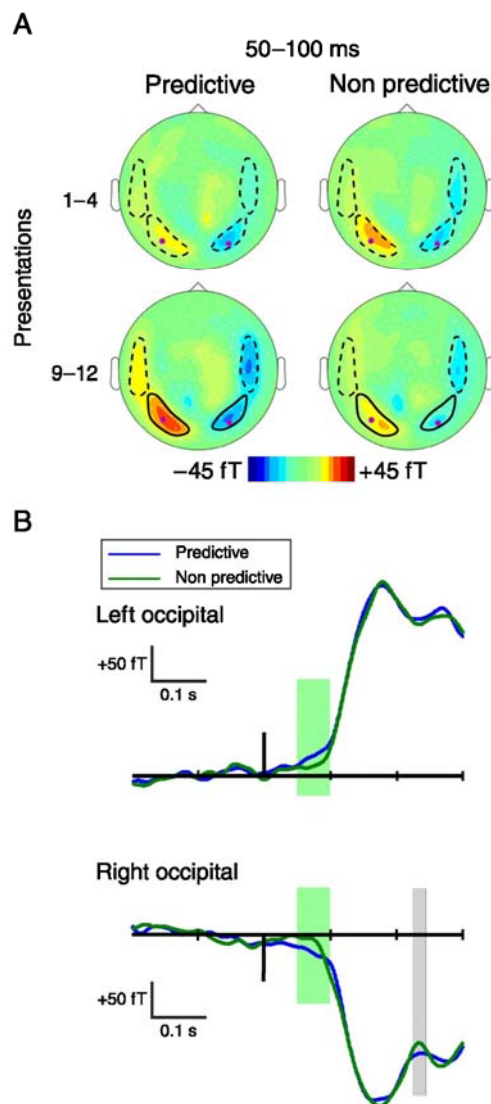 A
50–100 ms
Predictive Non predictive
Presentations
1–4
9–12
−45 fT +45 fT
B
Predictive
Non predictive
Left occipital
+50 fT
0.1 s
Right occipital
+50 fT
0.1 s